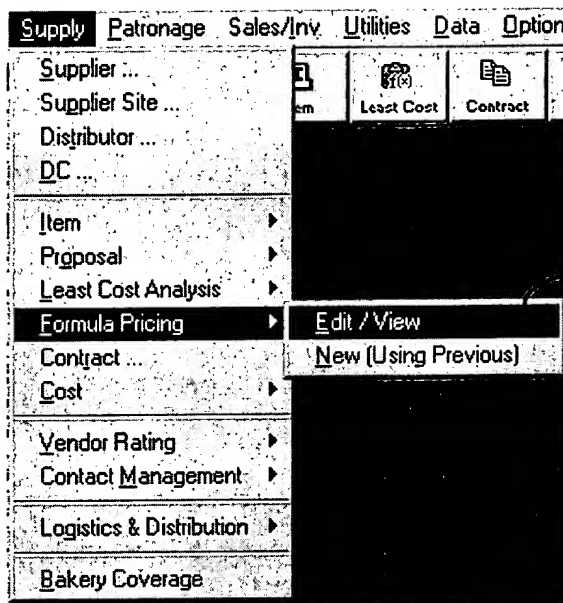 Supply Patronage Sales/Inv. Utilities Data Option
Supplier ...
Supplier Site ...
Distributor ...
DC ...
em Least Cost Contract
Item
Proposal
Least Cost Analysis
Formula Pricing
Edit / View
New (Using Previous)
Contract ...
Cost
Vendor Rating
Contact Management
Logistics & Distribution
Bakery Coverage